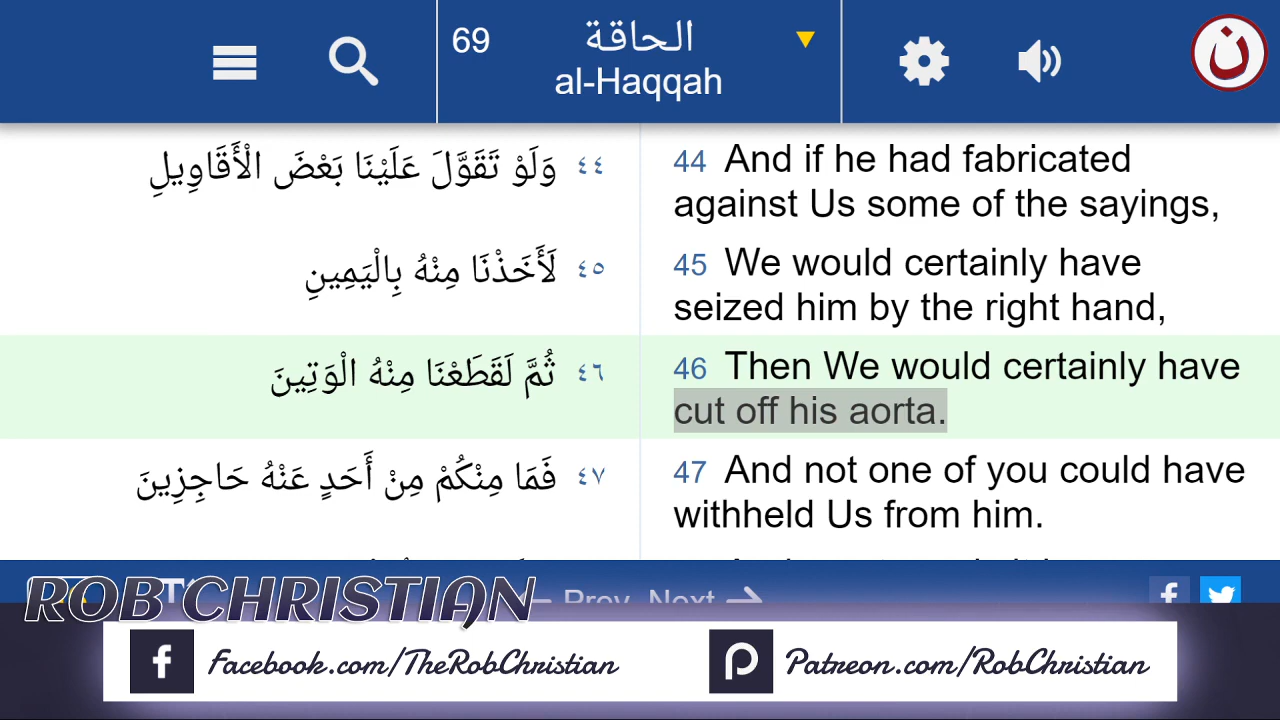 69
الحاقة
al-Haqqah
ن
٤٤ وَلَوْ تَقَوَّلَ عَلَيْنَا بَعْضَ الْأَقَاوِيلِ
44 And if he had fabricated
against Us some of the sayings,
٤٥ لَأَخَذْنَا مِنْهُ بِالْيَمِينِ
45 We would certainly have
seized him by the right hand,
٤٦ ثُمَّ لَقَطَعْنَا مِنْهُ الْوَتِينَ
46 Then We would certainly have
cut off his aorta.
٤٧ فَمَا مِنْكُمْ مِنْ أَحَدٍ عَنْهُ حَاجِزِينَ
47 And not one of you could have
withheld Us from him.
Prev Next
ROB CHRISTIAN
Facebook.com/TheRobChristian
Patreon.com/RobChristian